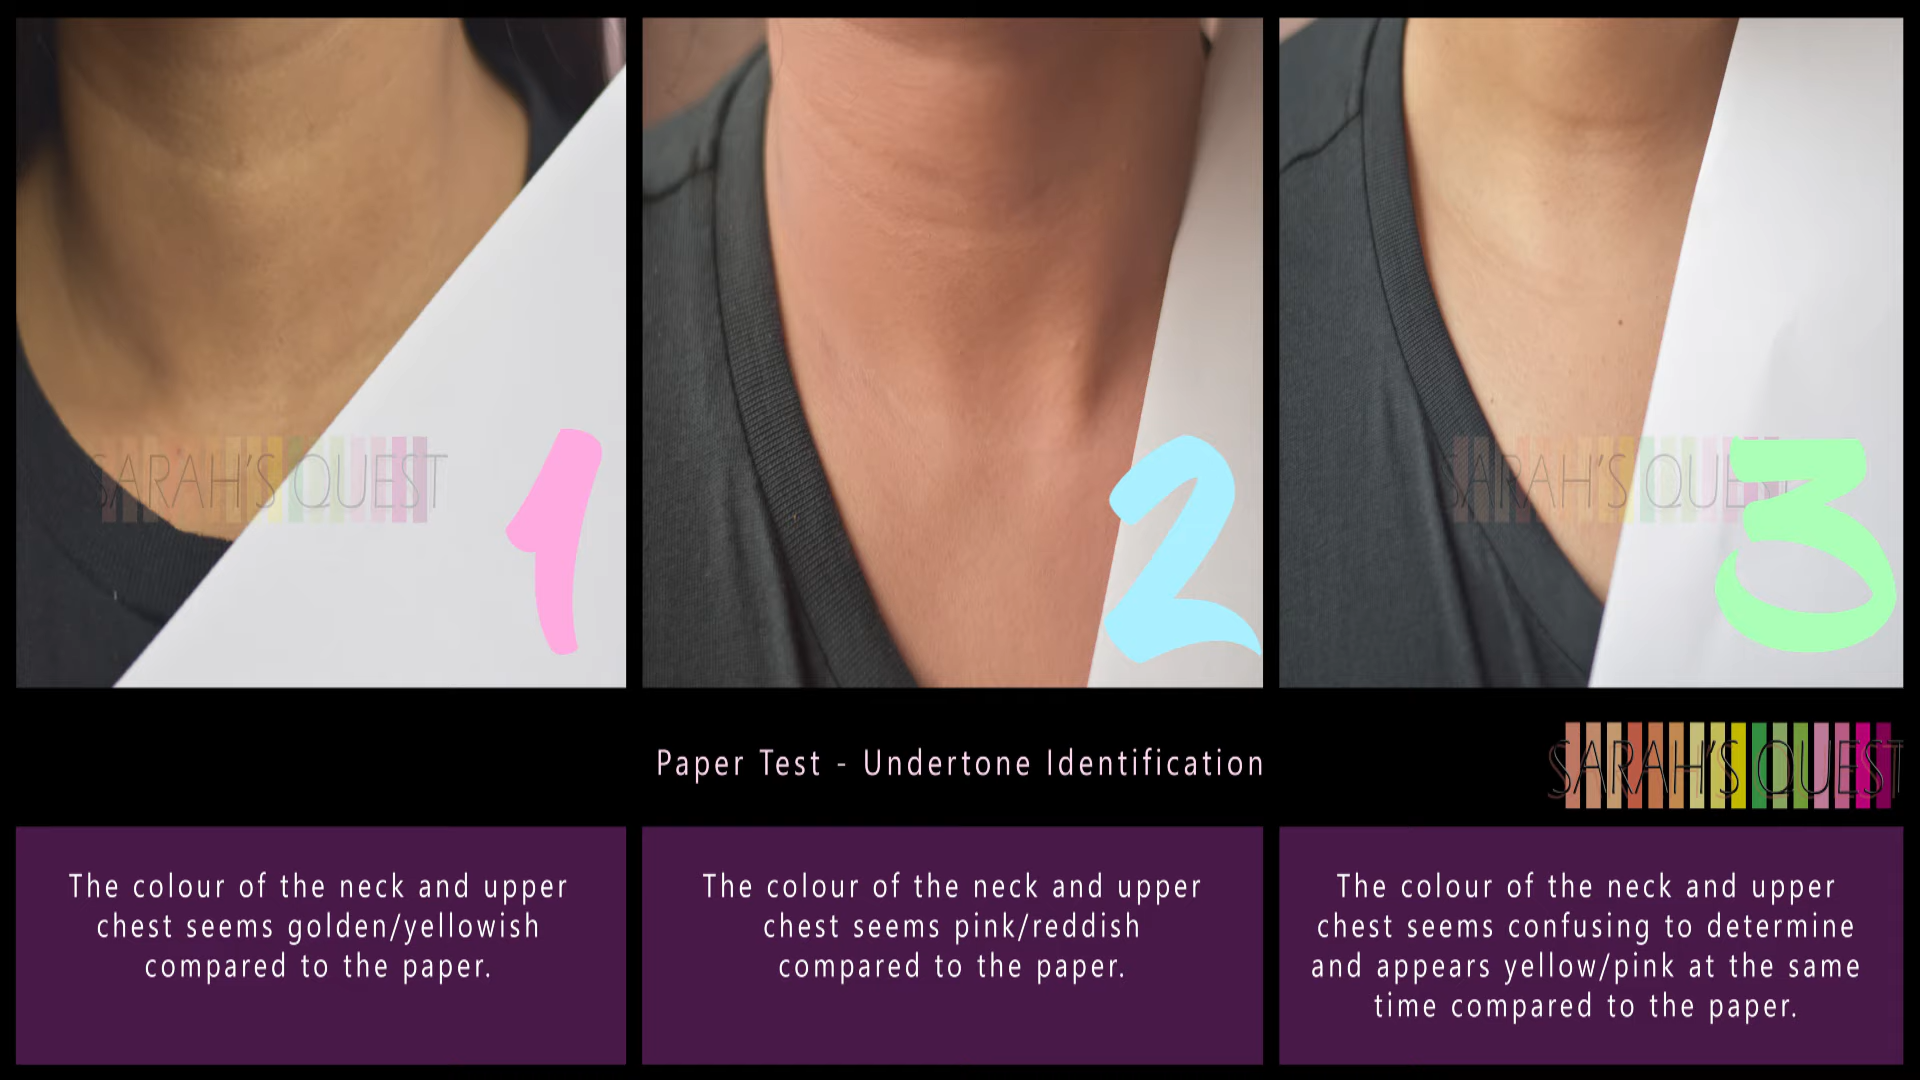 SARAH'S QUEST
1
2
SARAH'S QUEST
3
Paper Test - Undertone Identification
SARAH'S QUEST
The colour of the neck and upper
chest seems golden/yellowish
compared to the paper.
The colour of the neck and upper
chest seems pink/reddish
compared to the paper.
The colour of the neck and upper
chest seems confusing to determine
and appears yellow/pink at the same
time compared to the paper.